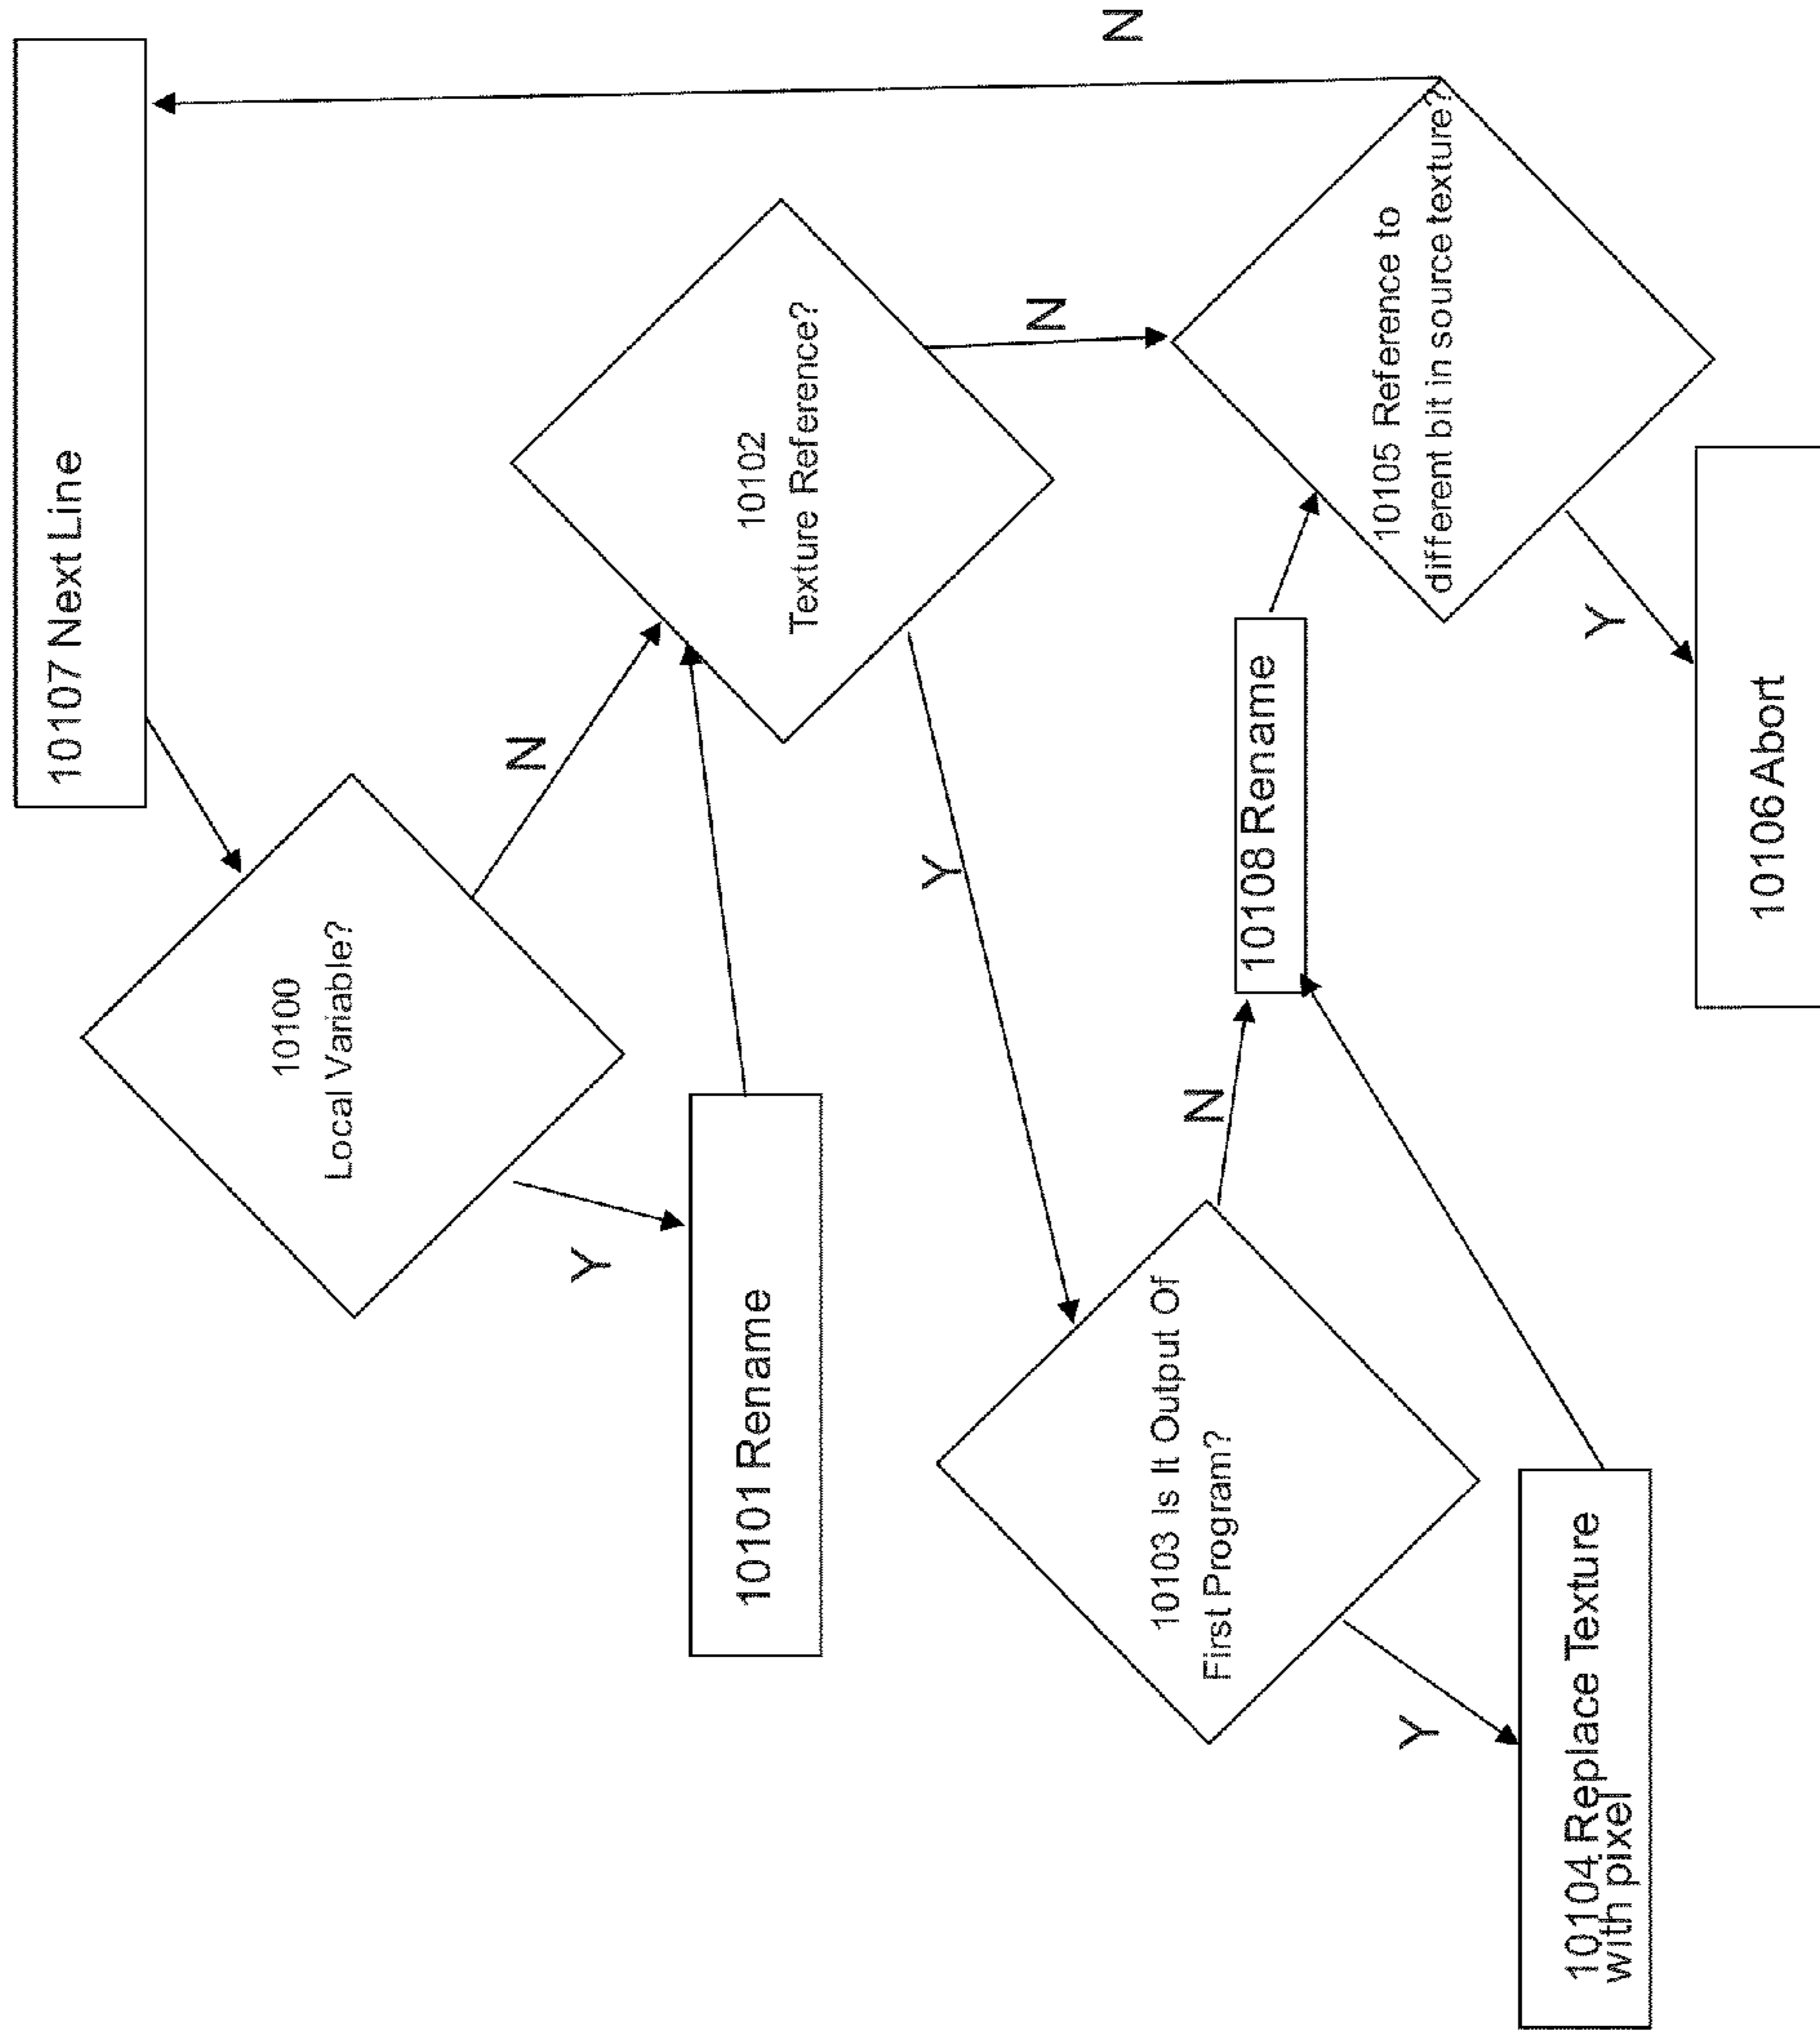 10107 Next Line
10100
Local Variable?
N
Y
10101 Rename
10102
Texture Reference?
Y
N
10103 Is It Output Of
First Program?
N
Y
10104 Replace Texture
with pixel
10108 Rename
10105 Reference to
different bit in source texture?
N
Y
10106 Abort